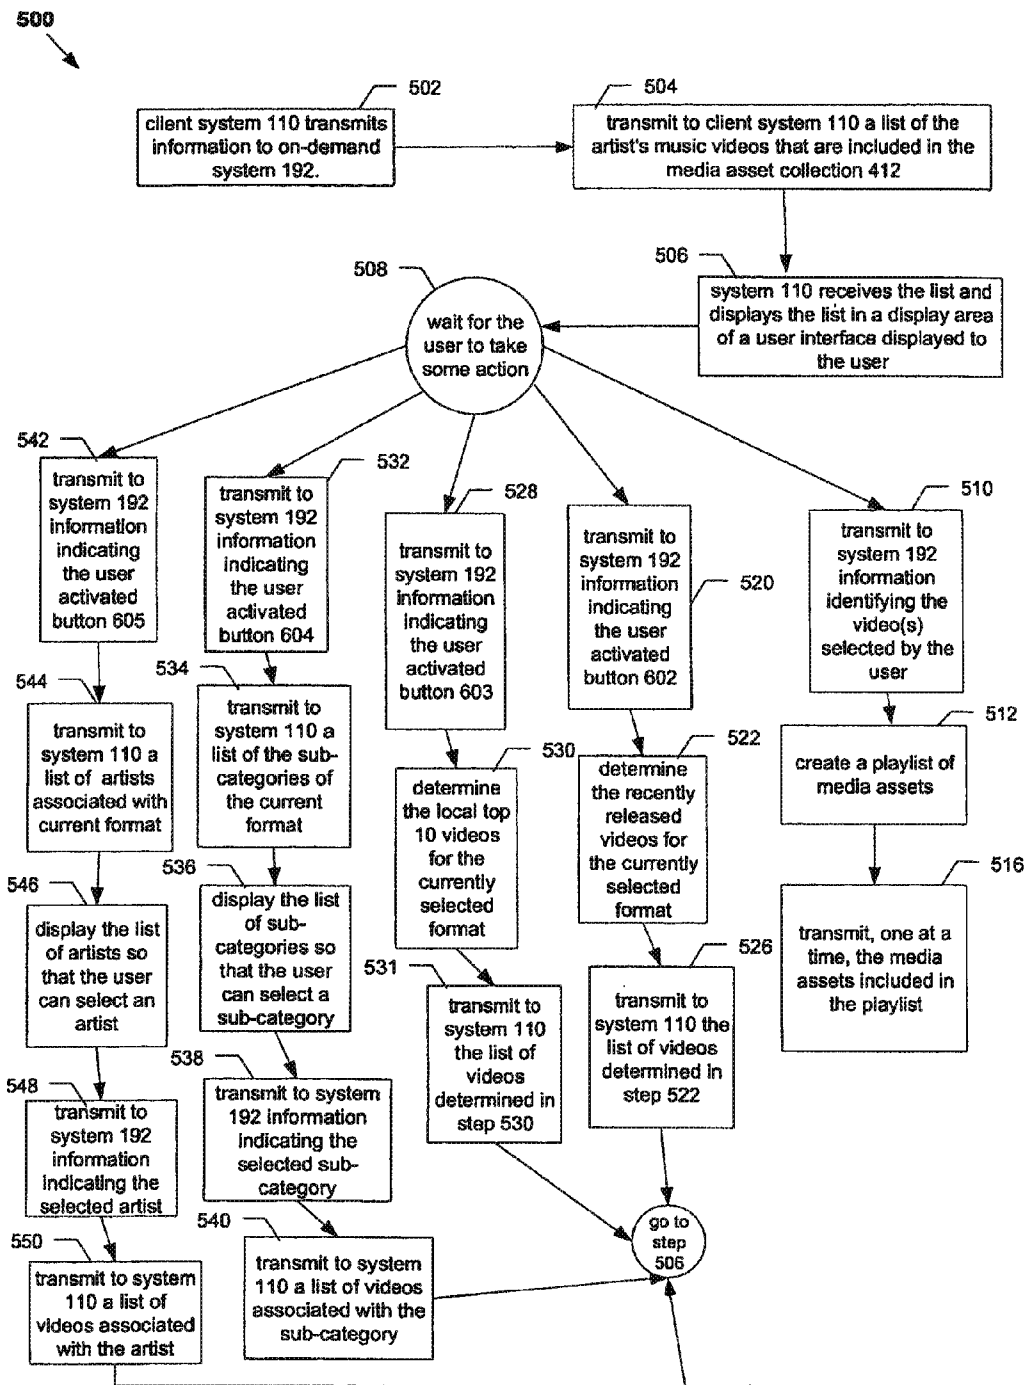 500
502
client system 110 transmits
information to on-demand
system 192.
504
transmit to client system 110 a list of the
artist's music videos that are included in the
media asset collection 412
506
system 110 receives the list and
displays the list in a display area
of a user interface displayed to
the user
508
wait for the
user to take
some action
542
transmit to
system 192
information
indicating
the user
activated
button 605
532
transmit to
system 192
information
indicating
the user
activated
button 604
528
transmit to
system 192
information
indicating
the user
activated
button 603
520
transmit to
system 192
information
indicating
the user
activated
button 602
510
transmit to
system 192
information
identifying the
video(s)
selected by the
user
544
transmit to
system 110 a
list of artists
associated with
current format
534
transmit to
system 110 a
list of the sub-
categories of
the current
format
530
determine
the local top
10 videos
for the
currently
selected
format
522
determine
the recently
released
videos for
the currently
selected
format
512
create a playlist of
media assets
546
display the list
of artists so
that the user
can select an
artist
536
display the list
of sub-
categories so
that the user
can select a
sub-category
531
transmit to
system 110
the list of
videos
determined in
step 530
526
transmit to
system 110 the
list of videos
determined in
step 522
516
transmit, one at a
time, the media
assets included in
the playlist
548
transmit to
system 192
information
indicating the
selected artist
538
transmit to system
192 information
indicating the
selected sub-
category
550
transmit to system
110 a list of
videos associated
with the artist
540
transmit to system
110 a list of videos
associated with the
sub-category
go to
step
506